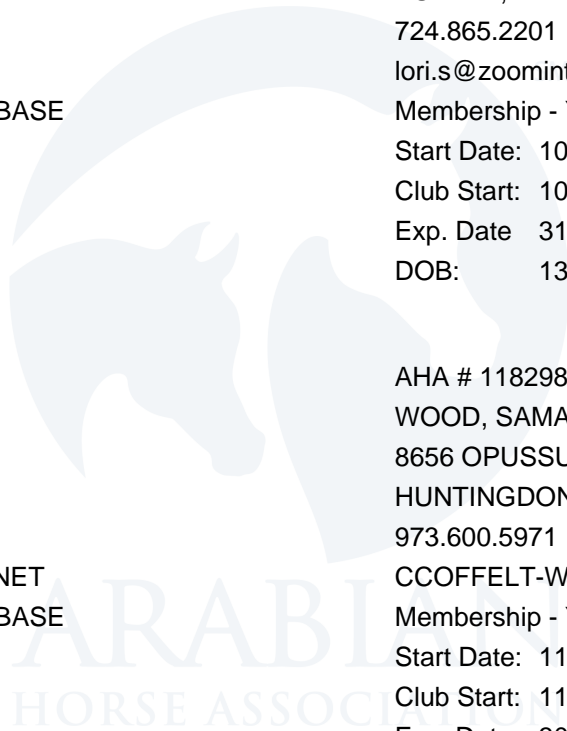 724.865.2201
lori.s@zoomint
BASE
Membership -
Start Date: 10
Club Start: 10
Exp. Date 31
DOB: 13
AHA # 118298
WOOD, SAMA
8656 OPUSSU
HUNTINGDON
973.600.5971
NET
CCOFFELT-W
BASE
Membership -
Start Date: 11
Club Start: 11
ARABIAN
HORSE ASSOCIATION